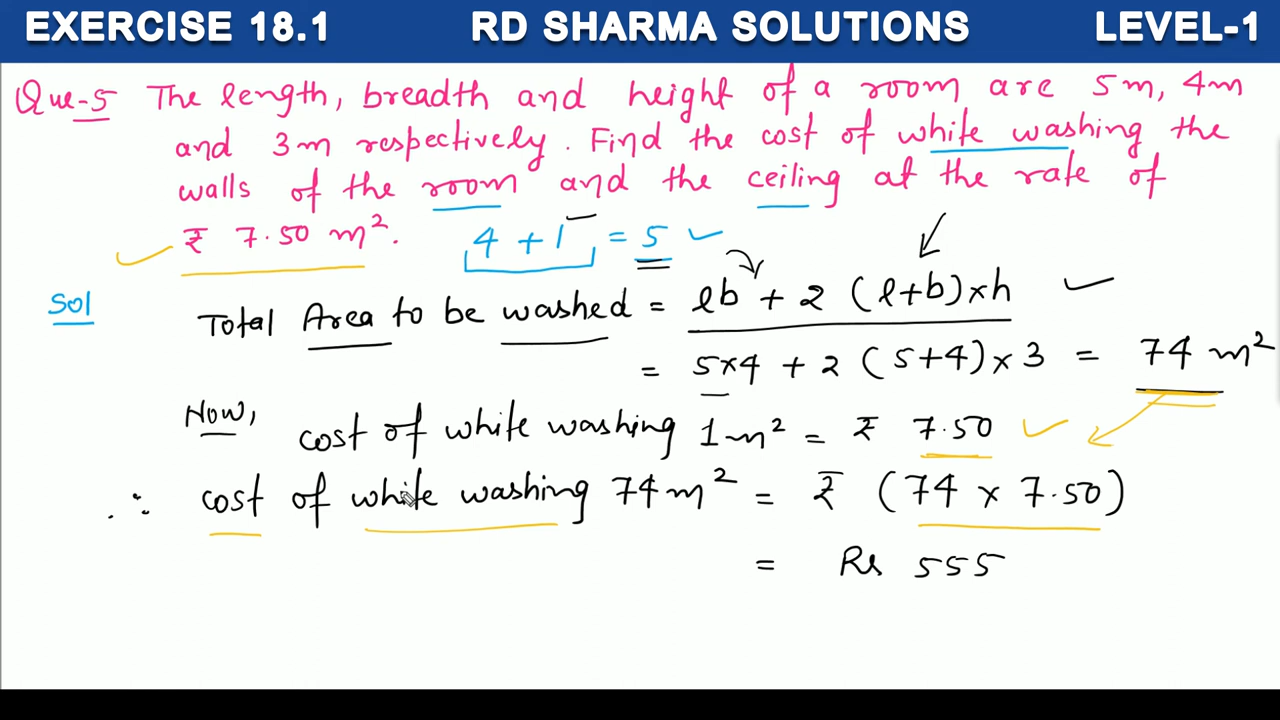 EXERCISE 18.1 RD SHARMA SOLUTIONS LEVEL-1
Que-5 The length, breadth and height of a room are 5m, 4m
and 3m respectively. Find the cost of white washing the
walls of the room and the ceiling at the rate of
₹ 7.50 m². 4 + 1 = 5
Sol
Total Area to be washed = lb + 2 (l+b)×h
= 5×4 + 2 (5+4)×3 = 74 m²
Now, cost of white washing 1m² = ₹ 7.50
∴ cost of white washing 74m² = ₹ (74 × 7.50)
= Rs 555